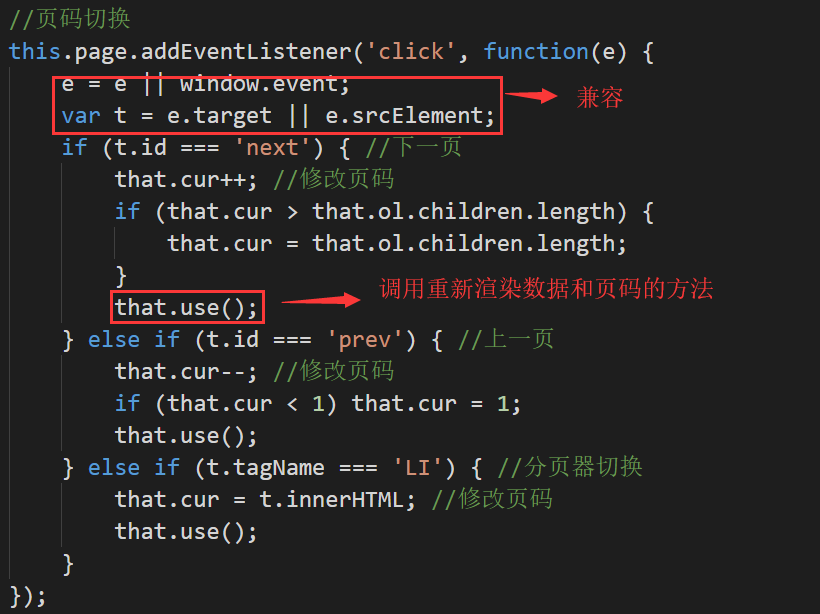 //页码切换
this.page.addEventListener('click', function(e) {
e = e || window.event;
var t = e.target || e.srcElement;
兼容
if (t.id === 'next') { //下一页
that.cur++; //修改页码
if (that.cur > that.ol.children.length) {
that.cur = that.ol.children.length;
}
that.use();
调用重新渲染数据和页码的方法
} else if (t.id === 'prev') { //上一页
that.cur--; //修改页码
if (that.cur < 1) that.cur = 1;
that.use();
} else if (t.tagName === 'LI') { //分页器切换
that.cur = t.innerHTML; //修改页码
that.use();
}
});